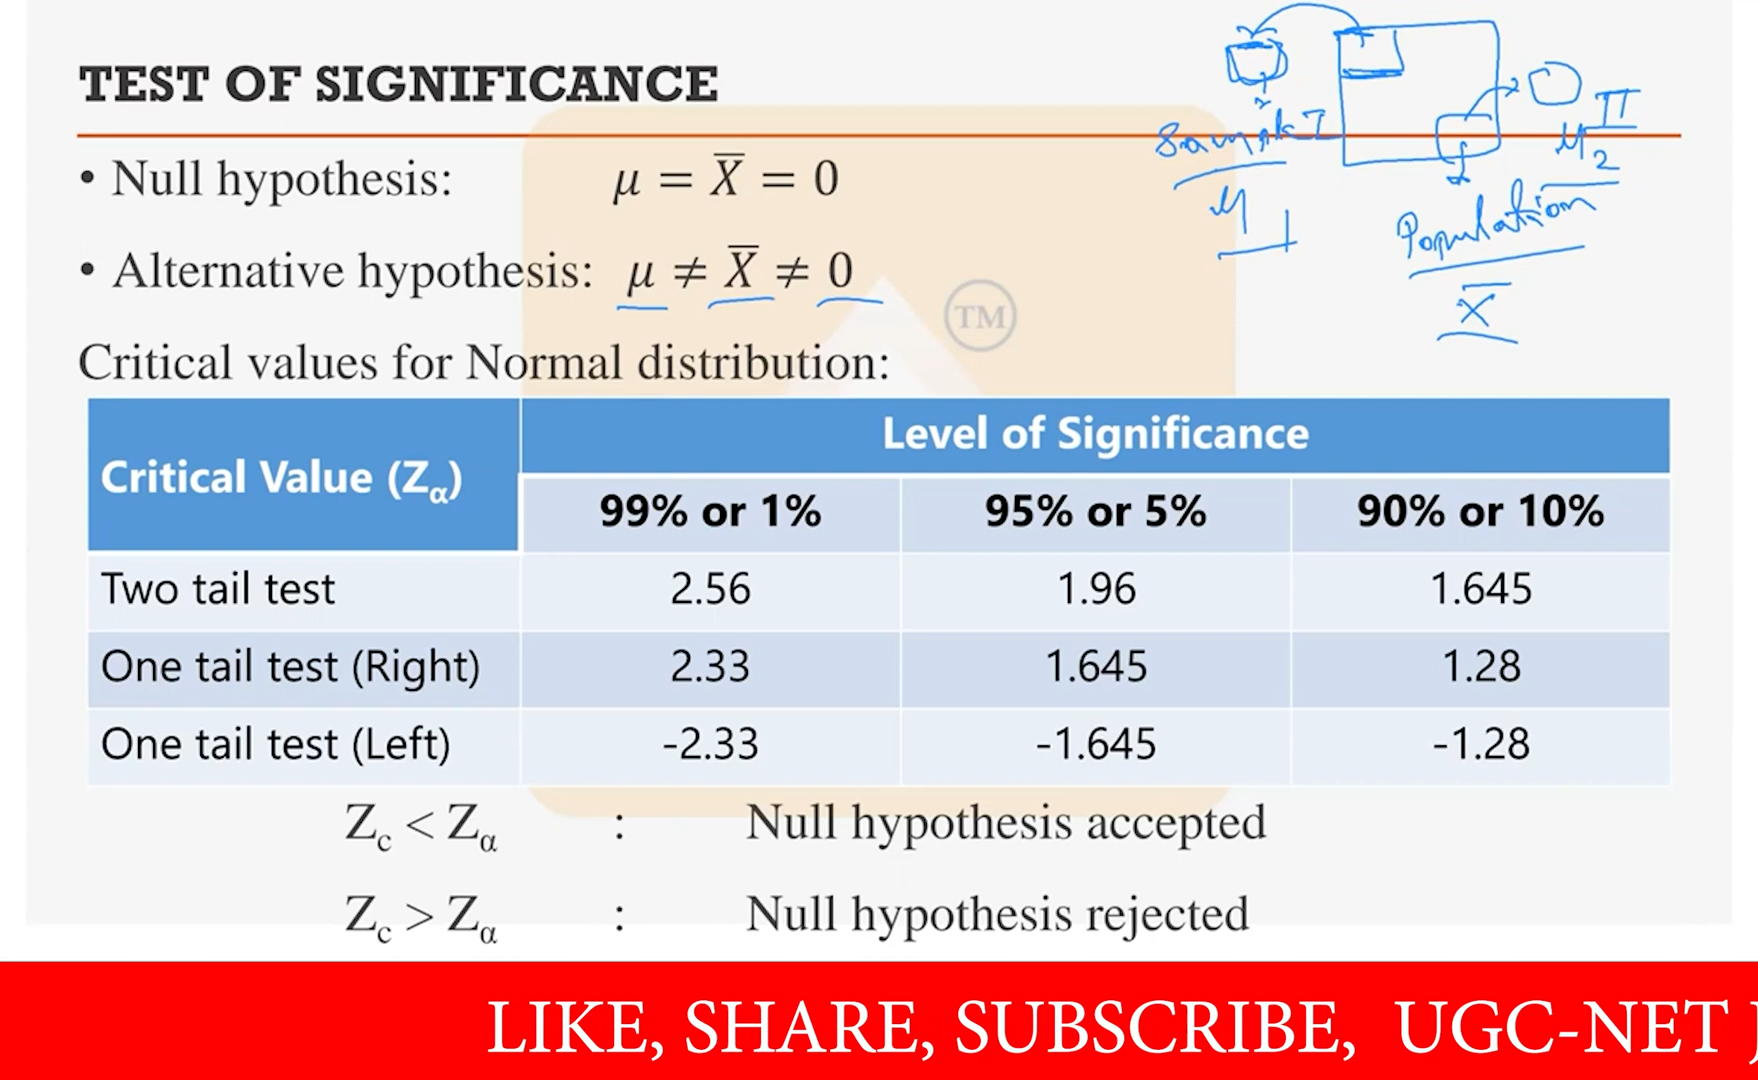 TEST OF SIGNIFICANCE
• Null hypothesis: μ = X̅ = 0
• Alternative hypothesis: μ ≠ X̅ ≠ 0
Critical values for Normal distribution:
Critical Value (Zα) Level of Significance
99% or 1% 95% or 5% 90% or 10%
Two tail test 2.56 1.96 1.645
One tail test (Right) 2.33 1.645 1.28
One tail test (Left) -2.33 -1.645 -1.28
Zc < Zα : Null hypothesis accepted
Zc > Zα : Null hypothesis rejected
TM
Sample I
μ1
II
μ2
Population
X̅
LIKE, SHARE, SUBSCRIBE, UGC-NET J